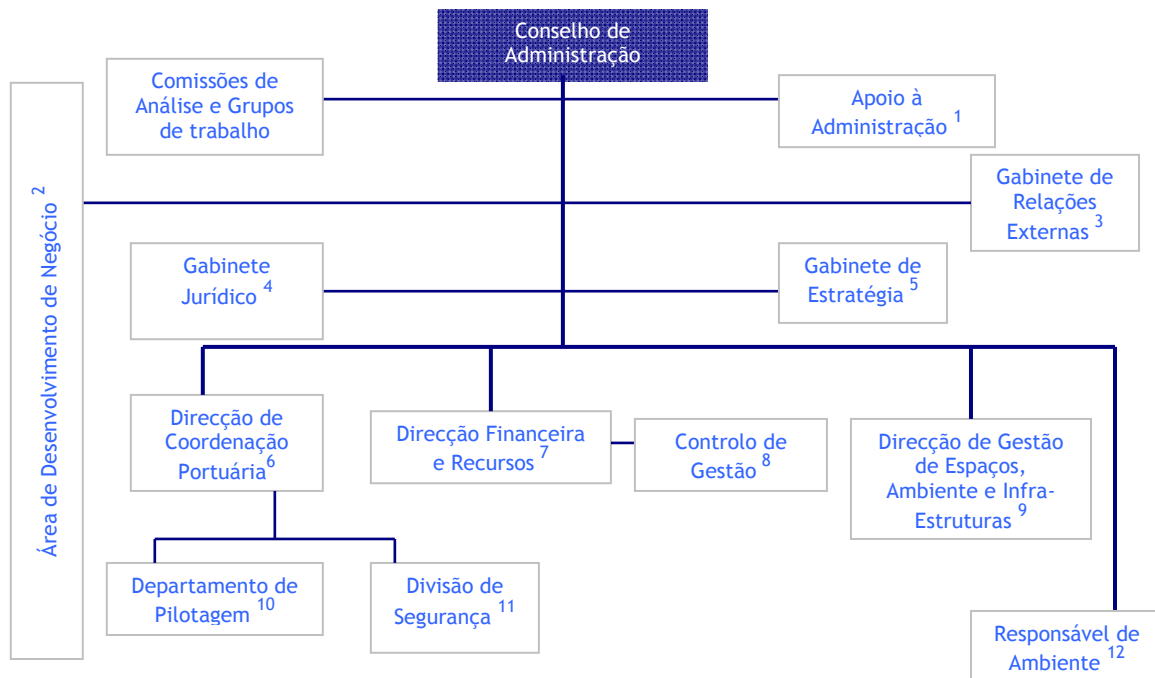 Conselho de
Administração
Comissões de
Análise e Grupos
de trabalho
Apoio à
Administração 1
Área de Desenvolvimento de Negócio 2
Gabinete de
Relações
Externas 3
Gabinete
Jurídico 4
Gabinete de
Estratégia 5
Direcção de
Coordenação
Portuária 6
Direcção Financeira
e Recursos 7
Controlo de
Gestão 8
Direcção de Gestão
de Espaços,
Ambiente e Infra-
Estruturas 9
Departamento de
Pilotagem 10
Divisão de
Segurança 11
Responsável de
Ambiente 12